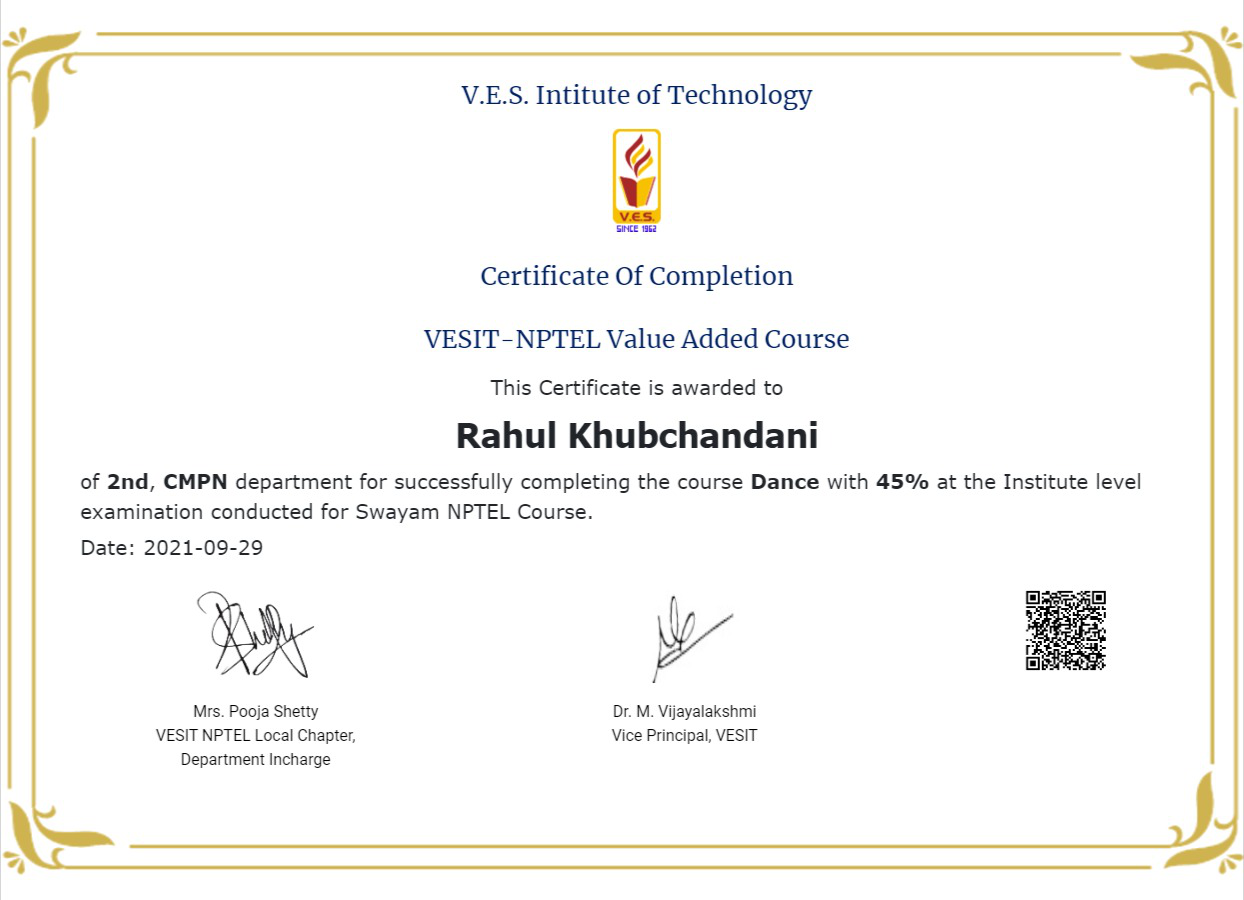 V.E.S. Intitute of Technology
V.E.S.
SINCE 1962
Certificate Of Completion
VESIT-NPTEL Value Added Course
This Certificate is awarded to
Rahul Khubchandani
of 2nd, CMPN department for successfully completing the course Dance with 45% at the Institute level
examination conducted for Swayam NPTEL Course.
Date: 2021-09-29
Mrs. Pooja Shetty
VESIT NPTEL Local Chapter,
Department Incharge
Dr. M. Vijayalakshmi
Vice Principal, VESIT